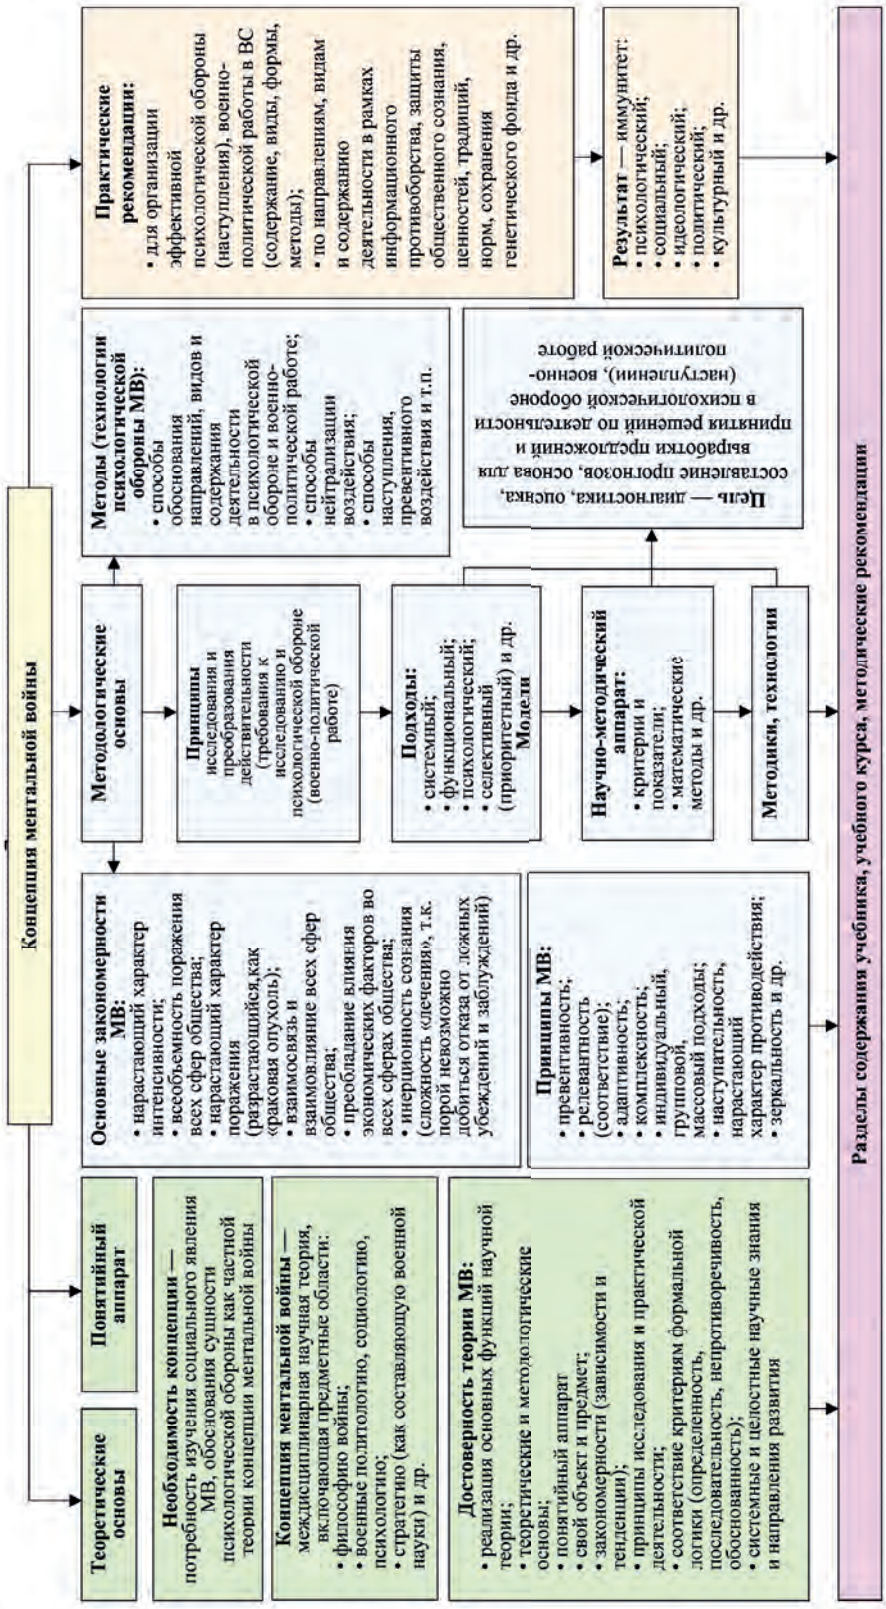 Концепция ментальной войны
Теоретические
основы
Понятийный
аппарат
Необходимость концепции —
потребность изучения социального явления
МВ, обоснования сущности
психологической обороны как частной
теории концепции ментальной войны
Концепция ментальной войны —
междисциплинарная научная теория,
включающая предметные области:
• философию войны;
• военные политологию, социологию,
психологию;
• стратегию (как составляющую военной
науки) и др.
Достоверность теории МВ:
• реализация основных функций научной
теории;
• теоретические и методологические
основы;
• понятийный аппарат
• свой объект и предмет;
• закономерности (зависимости и
тенденции);
• принципы исследования и практической
деятельности;
• соответствие критериям формальной
логики (определенность,
последовательность, непротиворечивость,
обоснованность);
• системные и целостные научные знания
и направления развития
Основные закономерности
МВ:
• нарастающий характер
интенсивности;
• всеобъемность поражения
всех сфер общества;
• нарастающий характер
поражения
(разрастающийся,как
«раковая опухоль);
• взаимосвязь и
взаимовлияние всех сфер
общества;
• преобладание влияния
экономических факторов во
всех сферах общества;
• инерционность сознания
(сложность «лечения», т.к.
порой невозможно
добиться отказа от ложных
убеждений и заблуждений)
Принципы МВ:
• превентивность;
• релевантность
(соответствие);
• адаптивность;
• комплексность;
• индивидуальный,
групповой,
массовый подходы;
• наступательность,
нарастающий
характер противодействия;
• зеркальность и др.
Методологические
основы
Принципы
исследования и
преобразования
действительности
(требования к
исследованию и
психологической обороне
(военно-политической
работе)
Подходы:
• системный;
• функциональный;
• психологический;
• селективный
(приоритетный) и др.
Модели
Научно-методический
аппарат:
• критерии и
показатели;
• математические
методы и др.
Методики, технологии
Методы (технологии
психологической
обороны МВ):
• способы
обоснования
направлений, видов и
содержания
деятельности
в психологической
обороне и военно-
политической работе;
• способы
нейтрализации
воздействия;
• способы
наступления,
превентивного
воздействия и т.п.
Цель — диагностика, оценка,
составление прогнозов, основа для
выработки предложений и
принятия решений по деятельности
в психологической обороне
(наступлении), военно-
политической работе
Практические
рекомендации:
• для организации
эффективной
психологической обороны
(наступления), военно-
политической работы в ВС
(содержание, виды, формы,
методы);
• по направлениям, видам
и содержанию
деятельности в рамках
информационного
противоборства, защиты
общественного сознания,
ценностей, традиций,
норм, сохранения
генетического фонда и др.
Результат — иммунитет:
• психологический;
• социальный;
• идеологический;
• политический;
• культурный и др.
Разделы содержания учебника, учебного курса, методические рекомендации